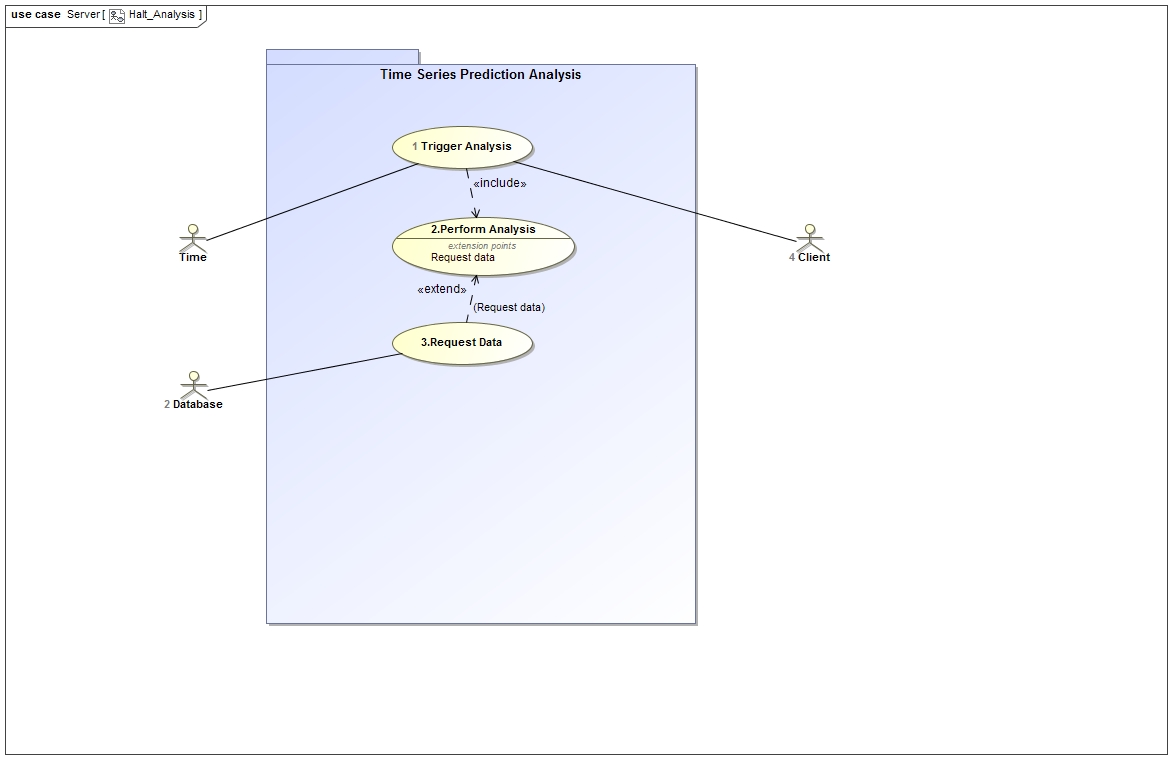 use case Server[ Halt_Analysis ]
Time Series Prediction Analysis
1 Trigger Analysis
«include»
2.Perform Analysis
extension points
Request data
Time
4 Client
«extend»
(Request data)
3.Request Data
2 Database